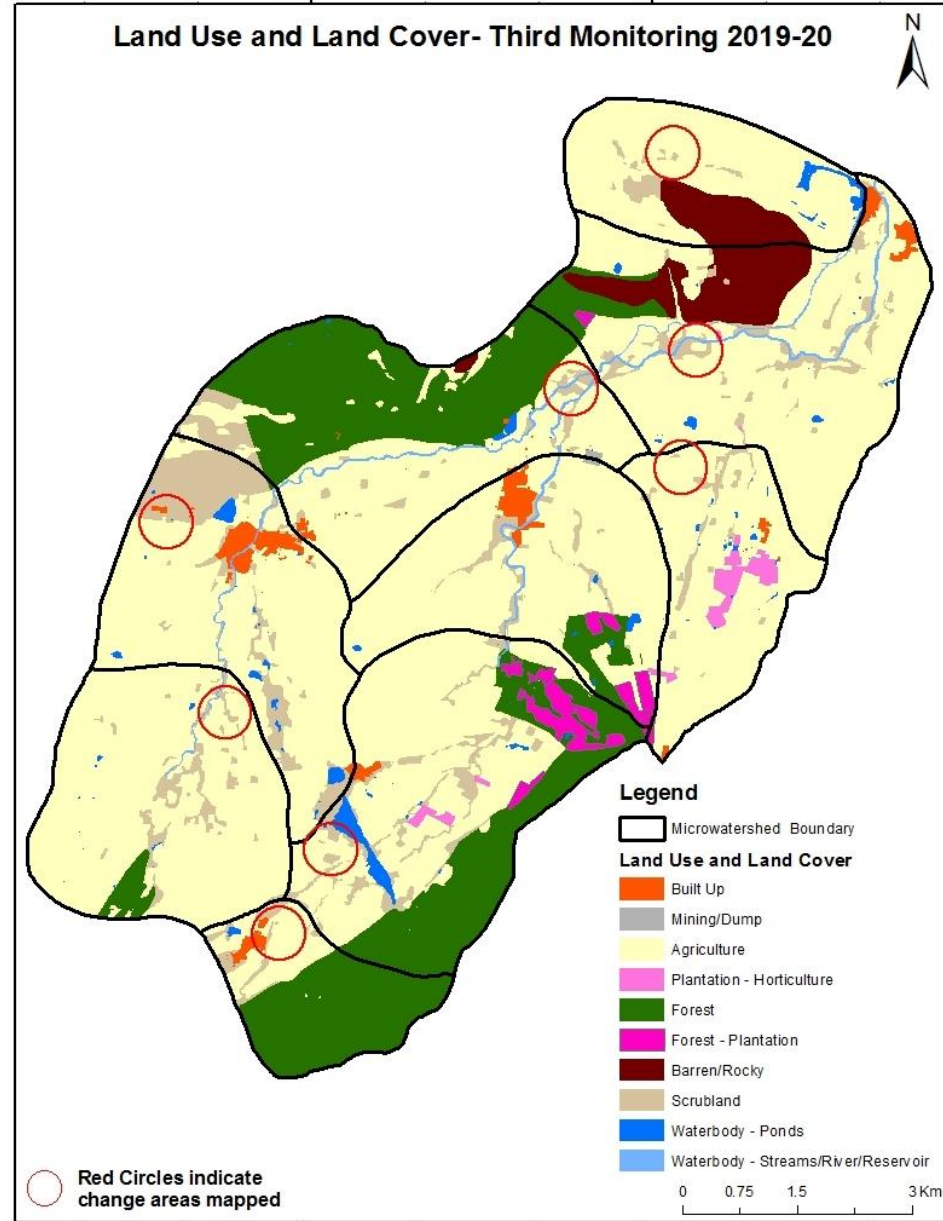 Land Use and Land Cover- Third Monitoring 2019-20
N
Legend
Microwatershed Boundary
Land Use and Land Cover
Built Up
Mining/Dump
Agriculture
Plantation - Horticulture
Forest
Forest - Plantation
Barren/Rocky
Scrubland
Waterbody - Ponds
Waterbody - Streams/River/Reservoir
Red Circles indicate
change areas mapped
0 0.75 1.5 3 Km